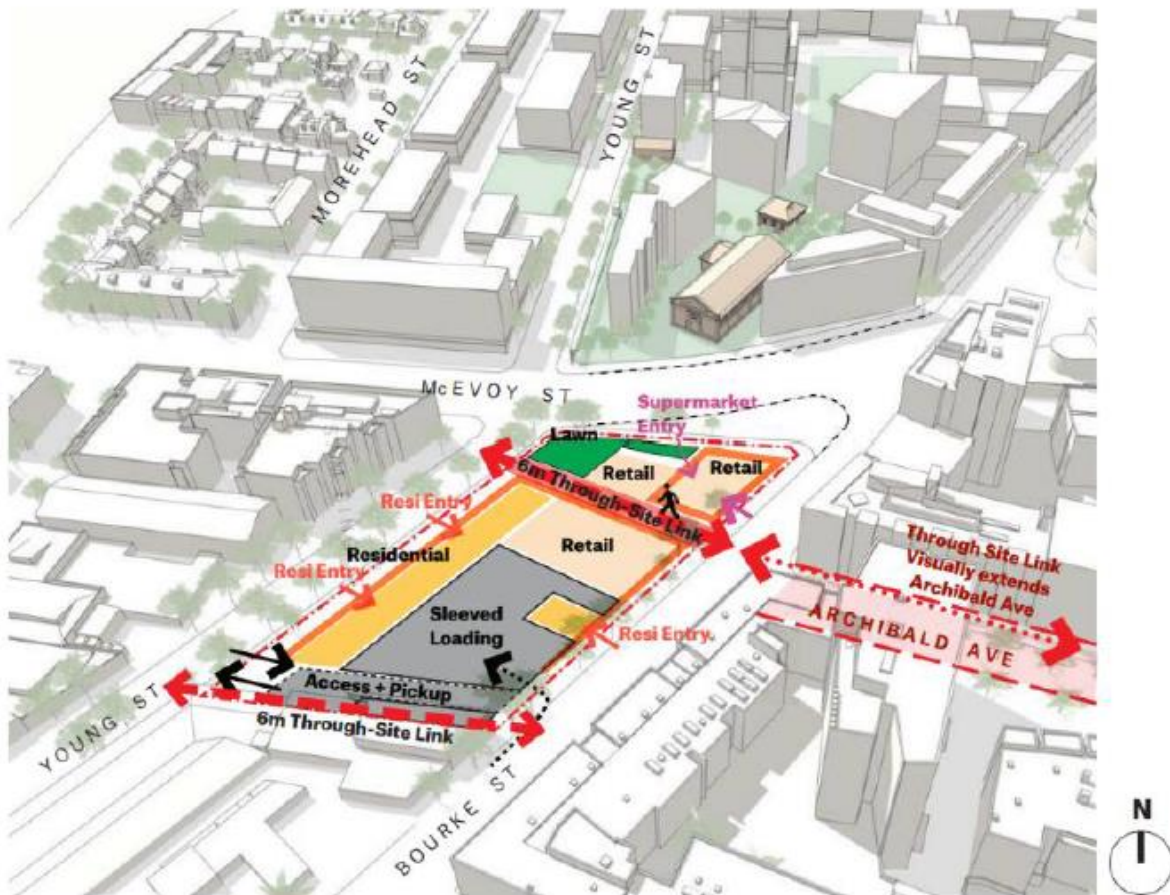 MOREHEAD ST
YOUNG ST
McEVOY ST
Supermarket
Entry
Lawn
Retail
Retail
6m Through-Site Link
Resi Entry
Residential
Retail
Resi Entry
Through Site Link
Visually extends
Archibald Ave
Sleeved
Loading
Resi Entry
ARCHIBALD AVE
Access + Pickup
6m Through-Site Link
YOUNG ST
BOURKE ST
N